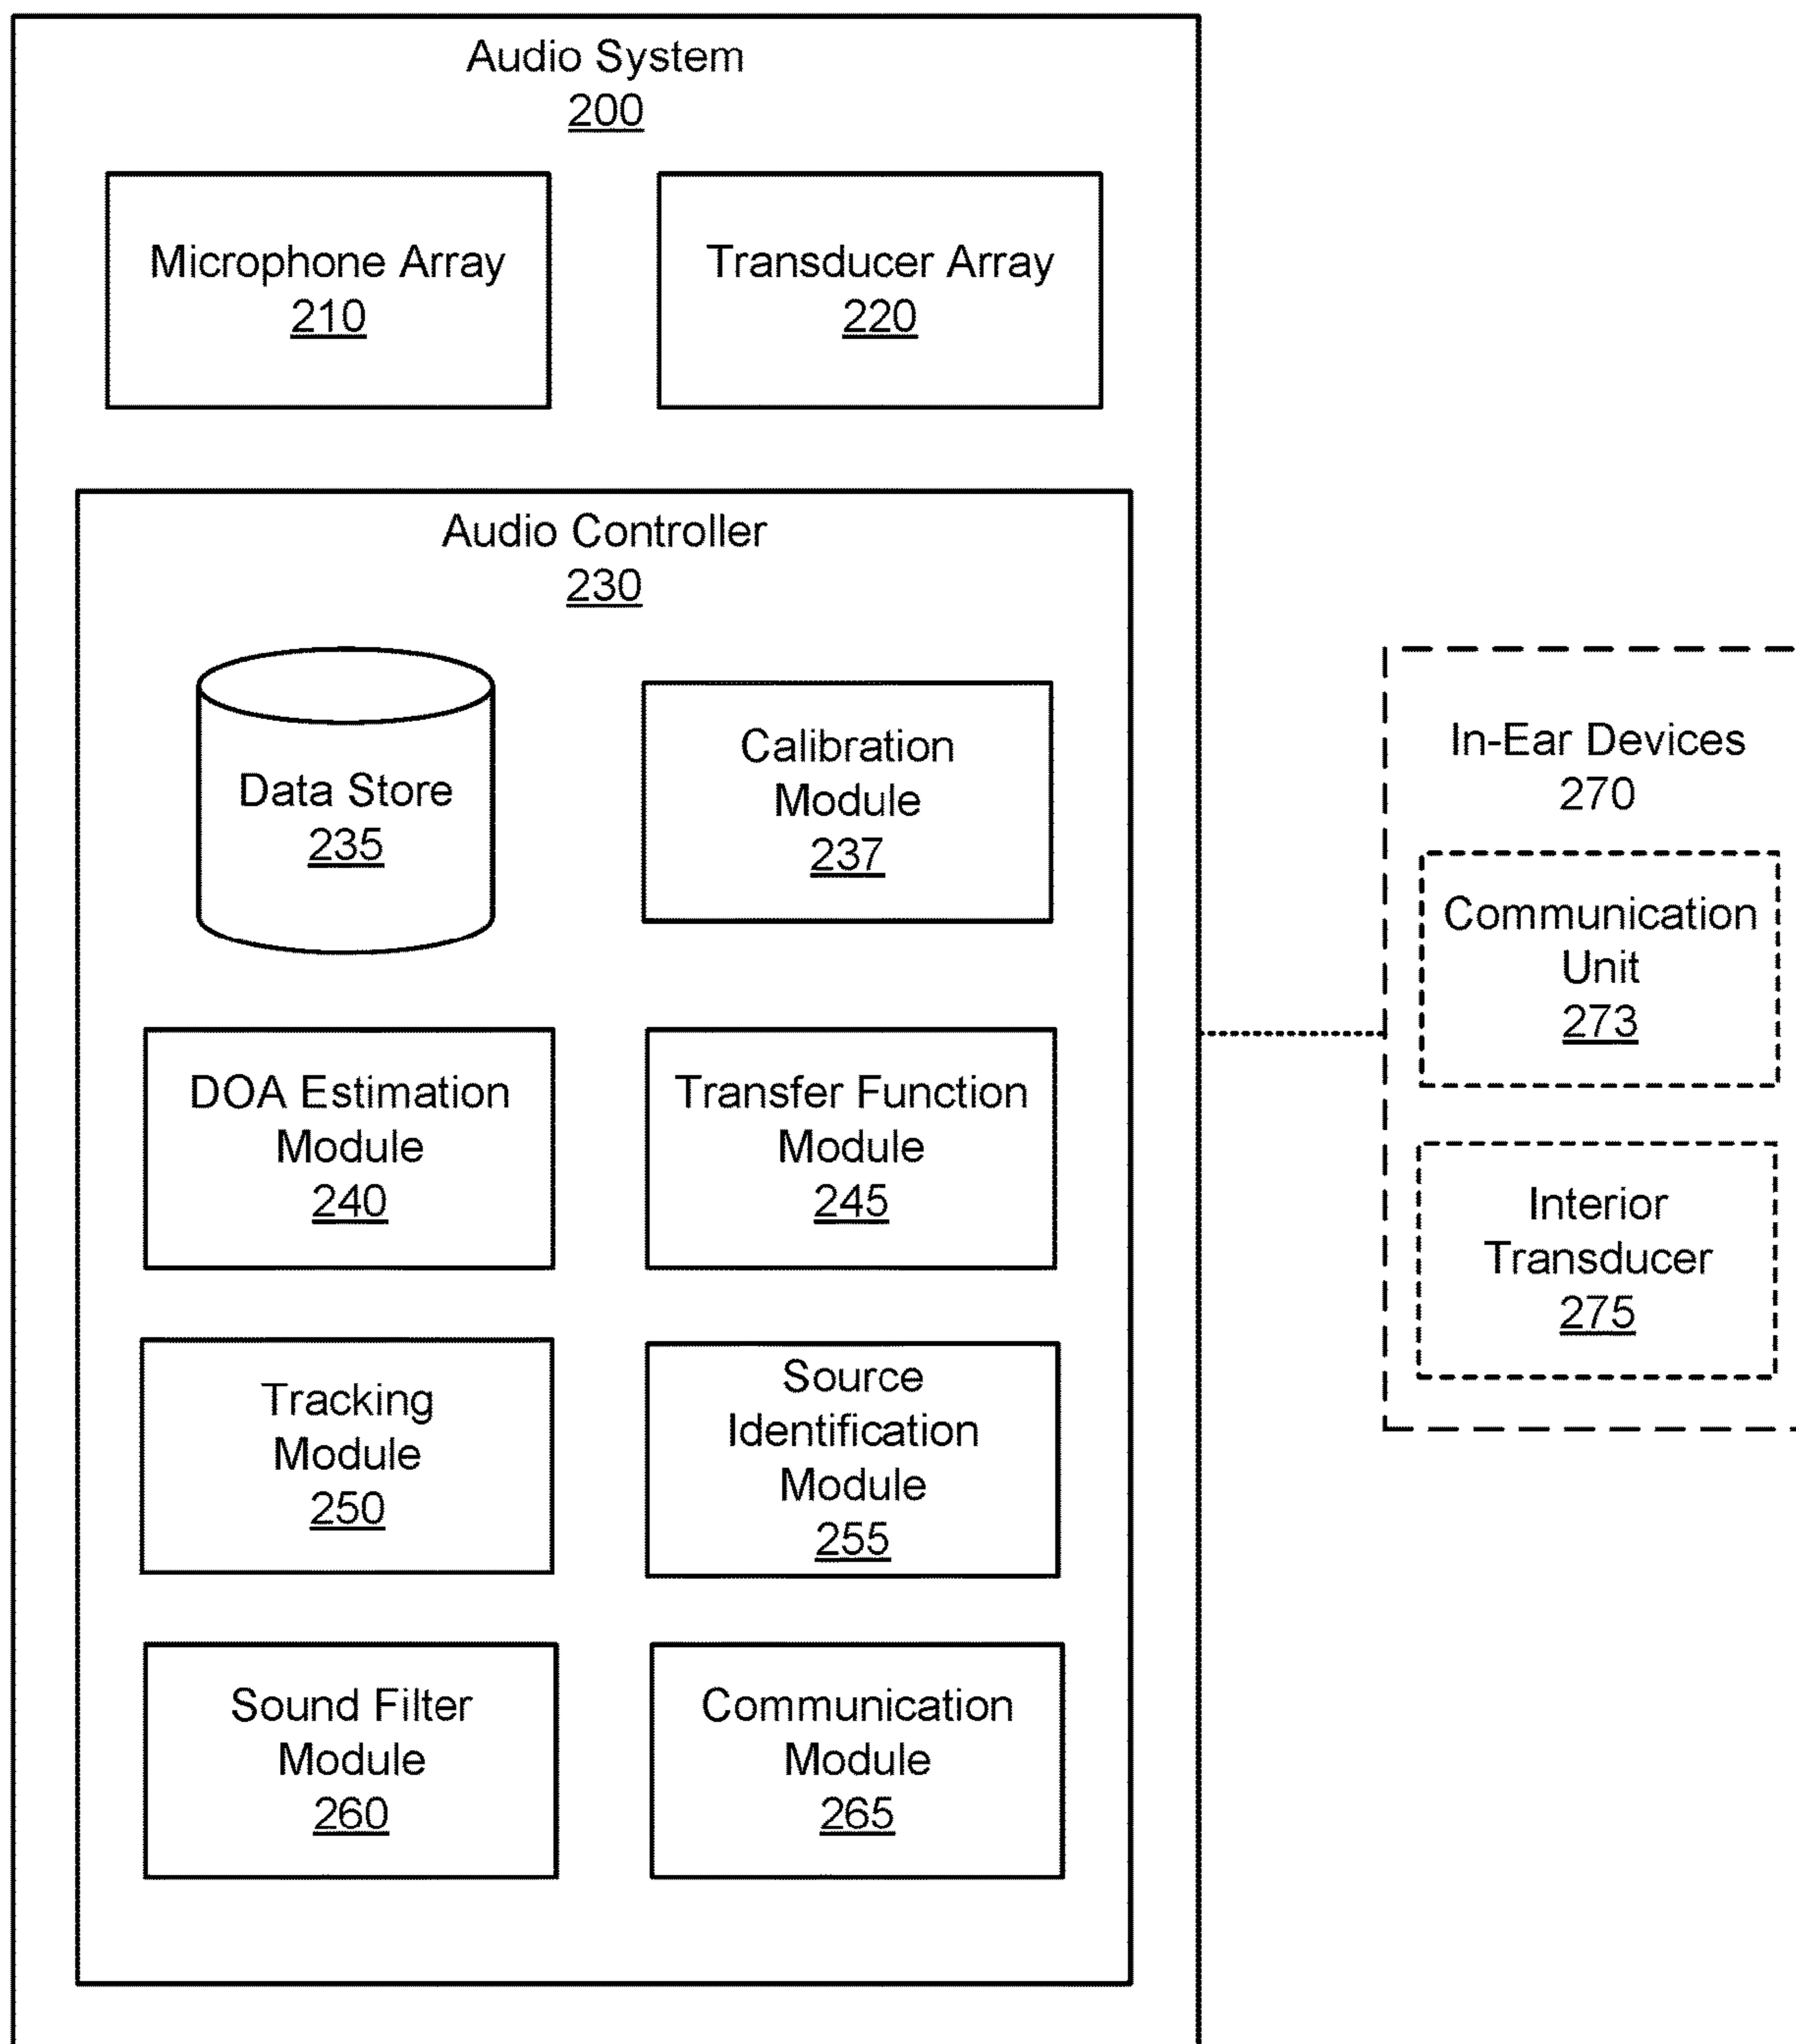 Audio System
200
Microphone Array
210
Transducer Array
220
Audio Controller
230
Data Store
235
Calibration
Module
237
DOA Estimation
Module
240
Transfer Function
Module
245
Tracking
Module
250
Source
Identification
Module
255
Sound Filter
Module
260
Communication
Module
265
In-Ear Devices
270
Communication
Unit
273
Interior
Transducer
275